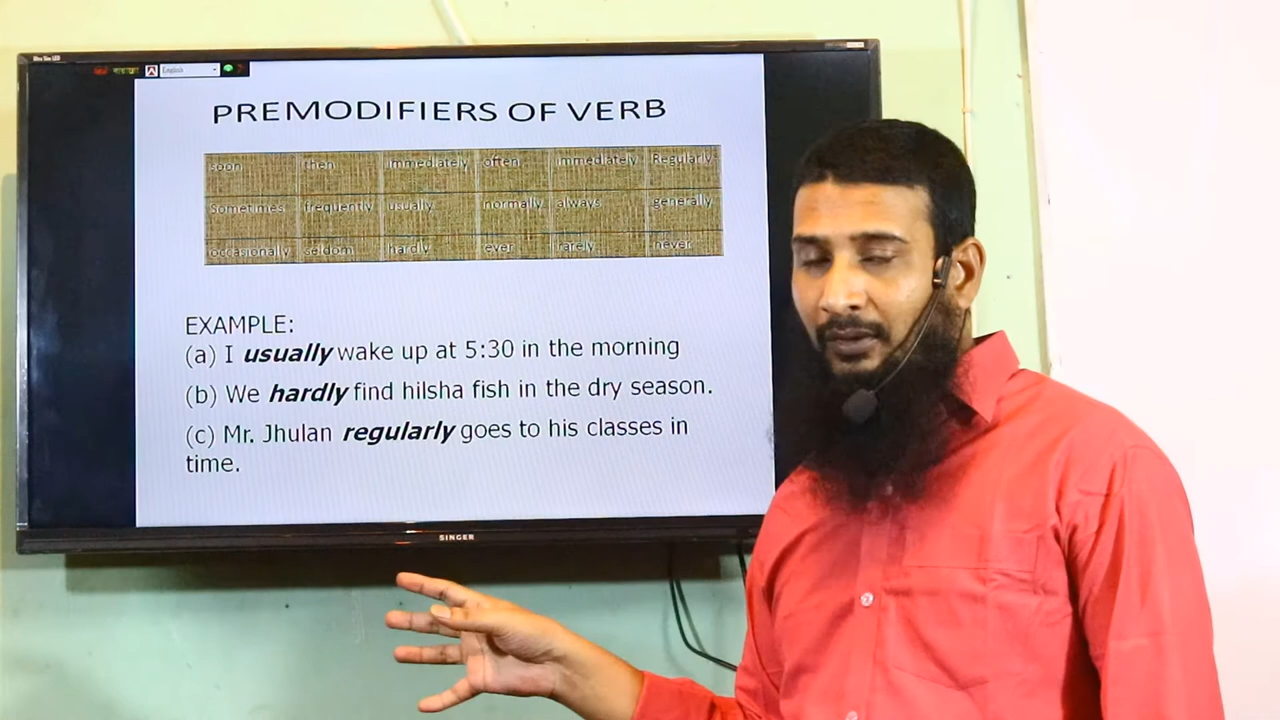 English
PREMODIFIERS OF VERB
soon then immediately often immediately Regularly
Sometimes frequently usually normally always generally
occasionally seldom hardly ever rarely never
EXAMPLE:
(a) I usually wake up at 5:30 in the morning
(b) We hardly find hilsha fish in the dry season.
(c) Mr. Jhulan regularly goes to his classes in
time.
SINGER